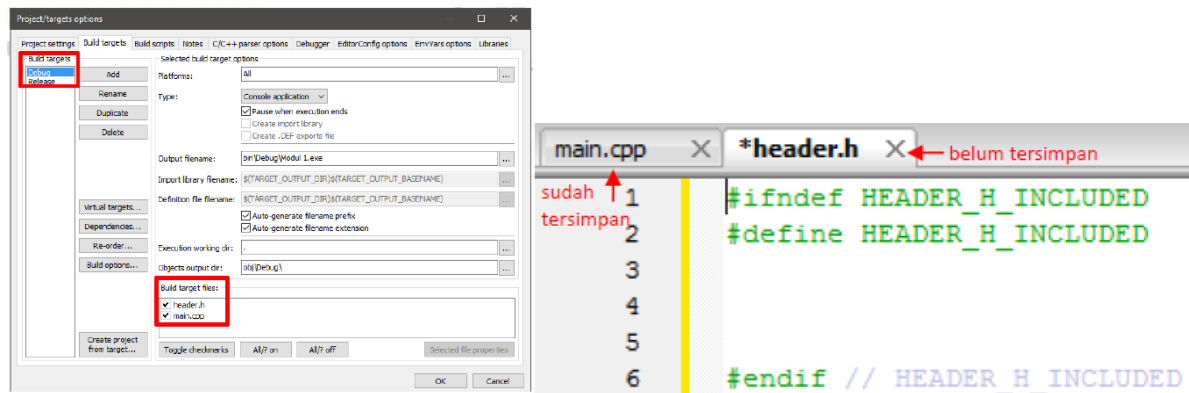 Project/targets options
Project settings Build targets Build scripts Notes C/C++ parser options Debugger EditorConfig options EnvVars options Libraries
Build targets
Debug
Release
Add
Rename
Duplicate
Delete
Virtual targets...
Dependencies...
Re-order...
Build options...
Create project
from target...
Selected build target options
Platforms: All ...
Type: Console application
Pause when execution ends
Create import library
Create .DEF exports file
Output filename: bin\Debug\Modul 1.exe ...
Import library filename: $(TARGET_OUTPUT_DIR)$(TARGET_OUTPUT_BASENAME) ...
Definition file filename: $(TARGET_OUTPUT_DIR)$(TARGET_OUTPUT_BASENAME) ...
Auto-generate filename prefix
Auto-generate filename extension
Execution working dir: . ...
Objects output dir: obj\Debug\ ...
Build target files:
header.h
main.cpp
Toggle checkmarks All/? on All/? off Selected file properties
OK Cancel
main.cpp *header.h belum tersimpan
sudah
tersimpan
1 #ifndef HEADER_H_INCLUDED
2 #define HEADER_H_INCLUDED
3
4
5
6 #endif // HEADER_H_INCLUDED